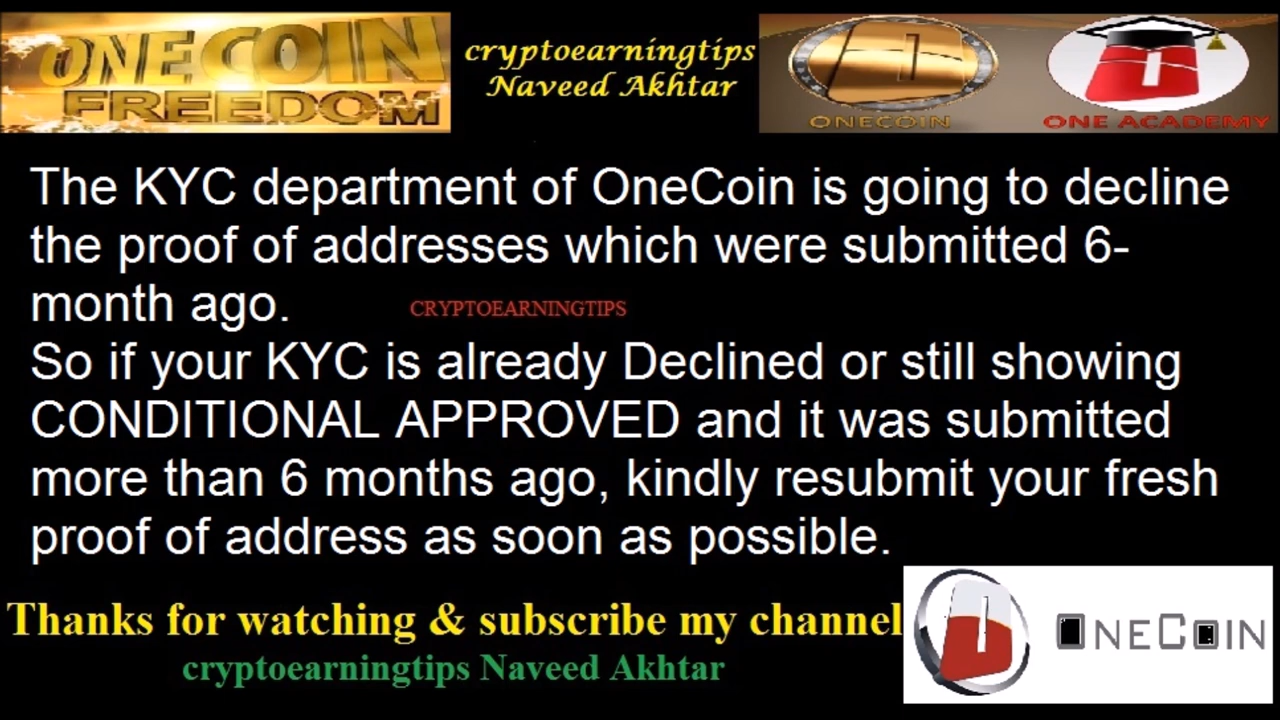 ONE COIN
FREEDOM
cryptoearningtips
Naveed Akhtar
ONECOIN
ONE ACADEMY
The KYC department of OneCoin is going to decline
the proof of addresses which were submitted 6-
month ago.
CRYPTOEARNINGTIPS
So if your KYC is already Declined or still showing
CONDITIONAL APPROVED and it was submitted
more than 6 months ago, kindly resubmit your fresh
proof of address as soon as possible.
Thanks for watching & subscribe my channel
cryptoearningtips Naveed Akhtar
ONECOIN